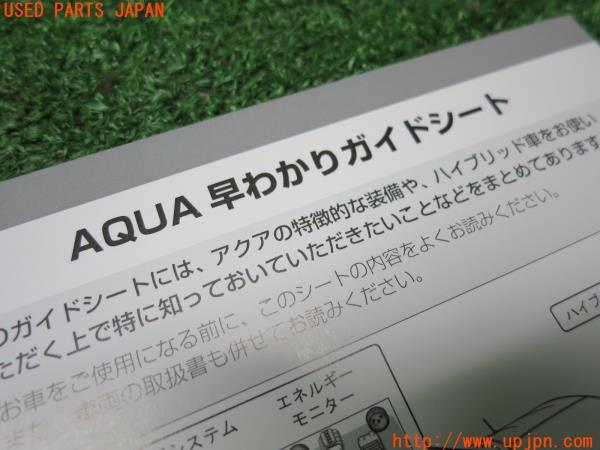 USED PARTS JAPAN
AQUA 早わかりガイドシート
りガイドシートには、アクアの特徴的な装備や、ハイブリッド車をお使い
ただく上で特に知っておいていただきたいことなどをまとめてあります
お車をご使用になる前に、このシートの内容をよくお読みください。
また、車両の取扱書も併せてお読みください。
ハイブ
システム
エネルギー
モニター
http://www.upjpn.com/